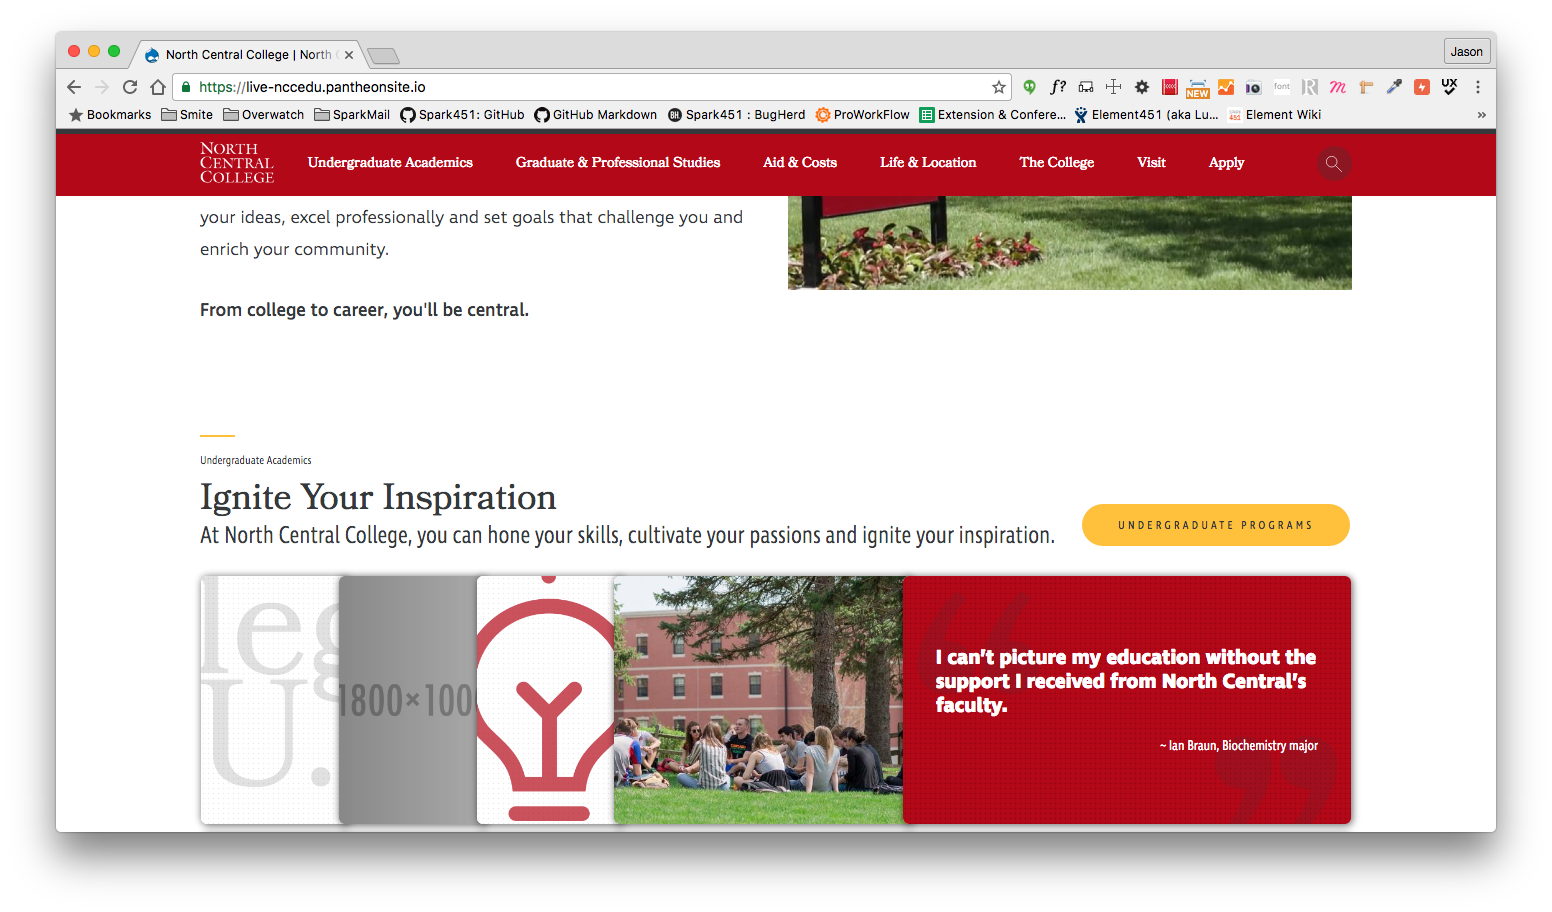 North Central College | North C
Jason
https://live-nccedu.pantheonsite.io
f?
NEW
font
R
m
UX
Bookmarks Smite Overwatch SparkMail Spark451: GitHub GitHub Markdown BH Spark451 : BugHerd ProWorkFlow Extension & Confere... Element451 (aka Lu... Element Wiki »
NORTH
CENTRAL
COLLEGE
Undergraduate Academics Graduate & Professional Studies Aid & Costs Life & Location The College Visit Apply
your ideas, excel professionally and set goals that challenge you and
enrich your community.
From college to career, you'll be central.
Undergraduate Academics
Ignite Your Inspiration
At North Central College, you can hone your skills, cultivate your passions and ignite your inspiration.
UNDERGRADUATE PROGRAMS
leg
U.
1800×100
I can't picture my education without the
support I received from North Central's
faculty.
~ Ian Braun, Biochemistry major